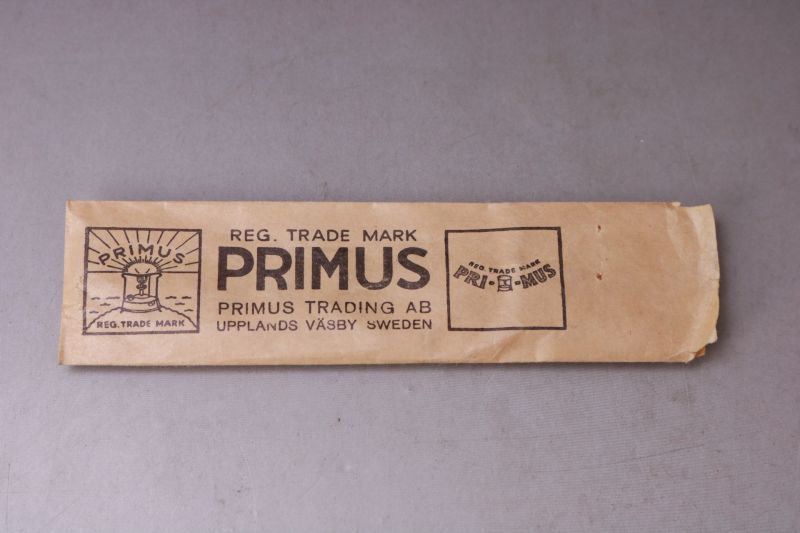 PRIMUS
REG. TRADE MARK
REG. TRADE MARK
PRIMUS
PRIMUS TRADING AB
UPPLANDS VÄSBY SWEDEN
REG. TRADE MARK
PRI-MUS